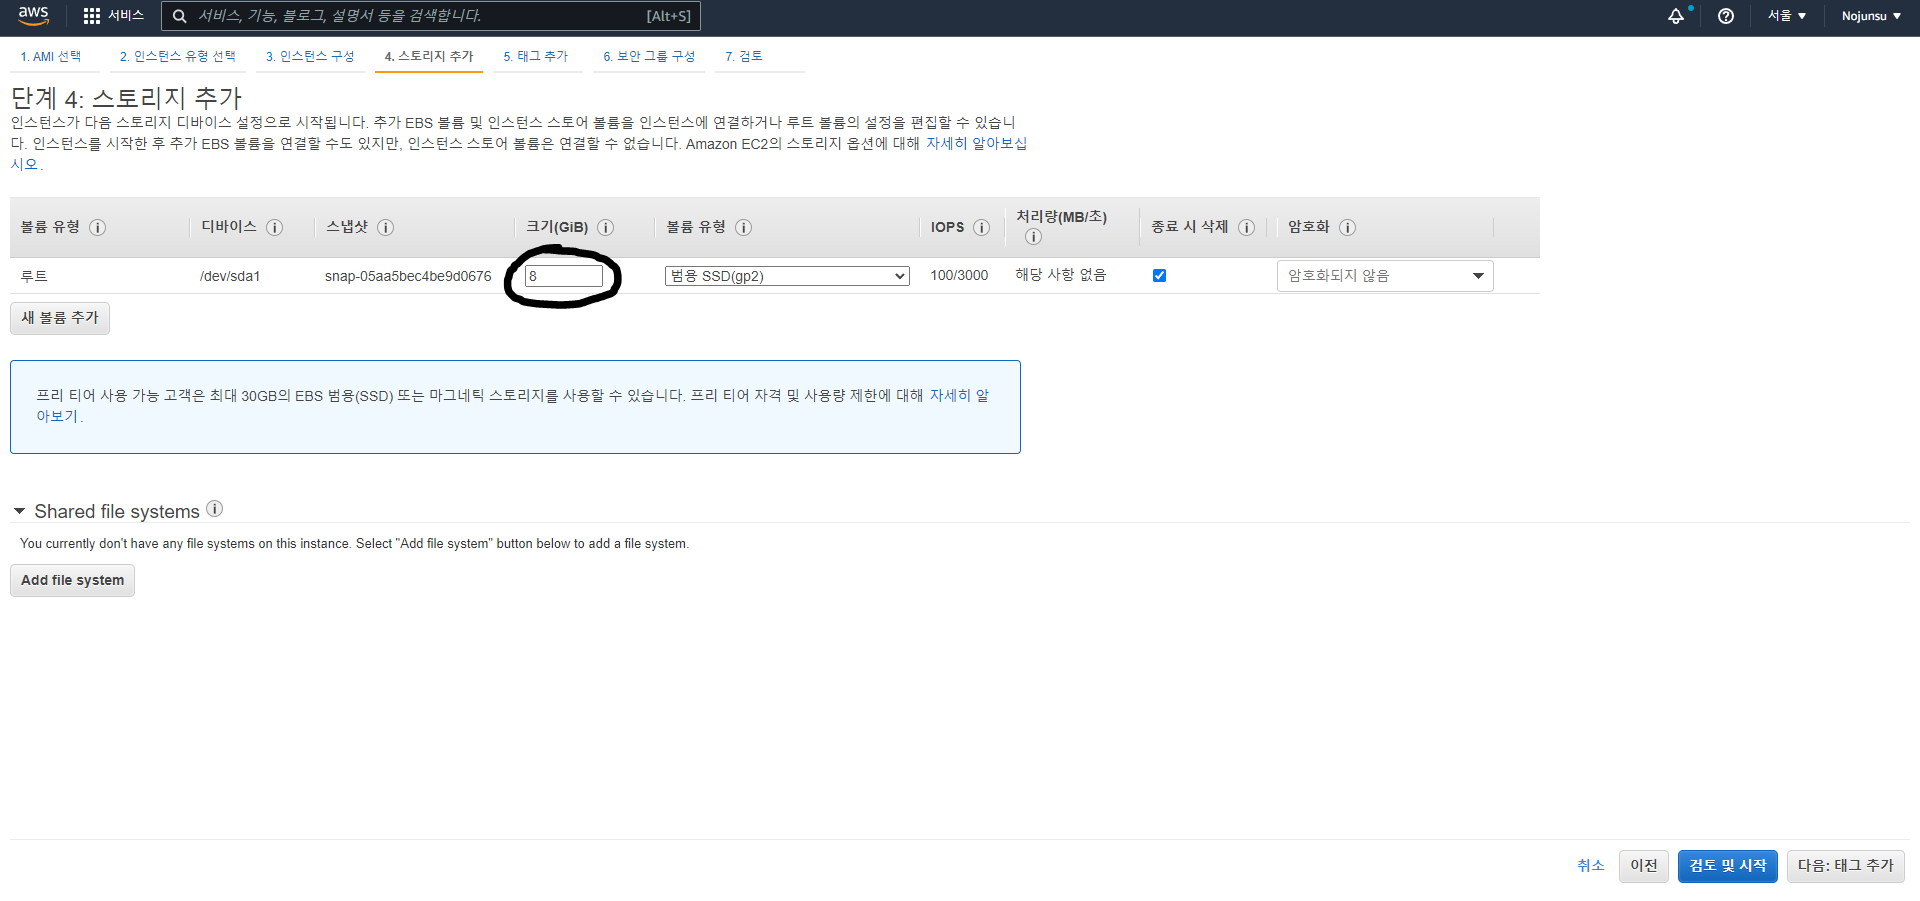 aws 서비스 서비스, 기능, 블로그, 설명서 등을 검색합니다. [Alt+S] 서울 Nojunsu
1. AMI 선택 2. 인스턴스 유형 선택 3. 인스턴스 구성 4. 스토리지 추가 5. 태그 추가 6. 보안 그룹 구성 7. 검토
단계 4: 스토리지 추가
인스턴스가 다음 스토리지 디바이스 설정으로 시작됩니다. 추가 EBS 볼륨 및 인스턴스 스토어 볼륨을 인스턴스에 연결하거나 루트 볼륨의 설정을 편집할 수 있습니
다. 인스턴스를 시작한 후 추가 EBS 볼륨을 연결할 수도 있지만, 인스턴스 스토어 볼륨은 연결할 수 없습니다. Amazon EC2의 스토리지 옵션에 대해 자세히 알아보십
시오.
볼륨 유형 디바이스 스냅샷 크기(GiB) 볼륨 유형 IOPS 처리량(MB/초) 종료 시 삭제 암호화
루트 /dev/sda1 snap-05aa5bec4be9d0676 8 범용 SSD(gp2) 100/3000 해당 사항 없음 암호화되지 않음
새 볼륨 추가
프리 티어 사용 가능 고객은 최대 30GB의 EBS 범용(SSD) 또는 마그네틱 스토리지를 사용할 수 있습니다. 프리 티어 자격 및 사용량 제한에 대해 자세히 알
아보기.
Shared file systems
You currently don't have any file systems on this instance. Select "Add file system" button below to add a file system.
Add file system
취소 이전 검토 및 시작 다음: 태그 추가